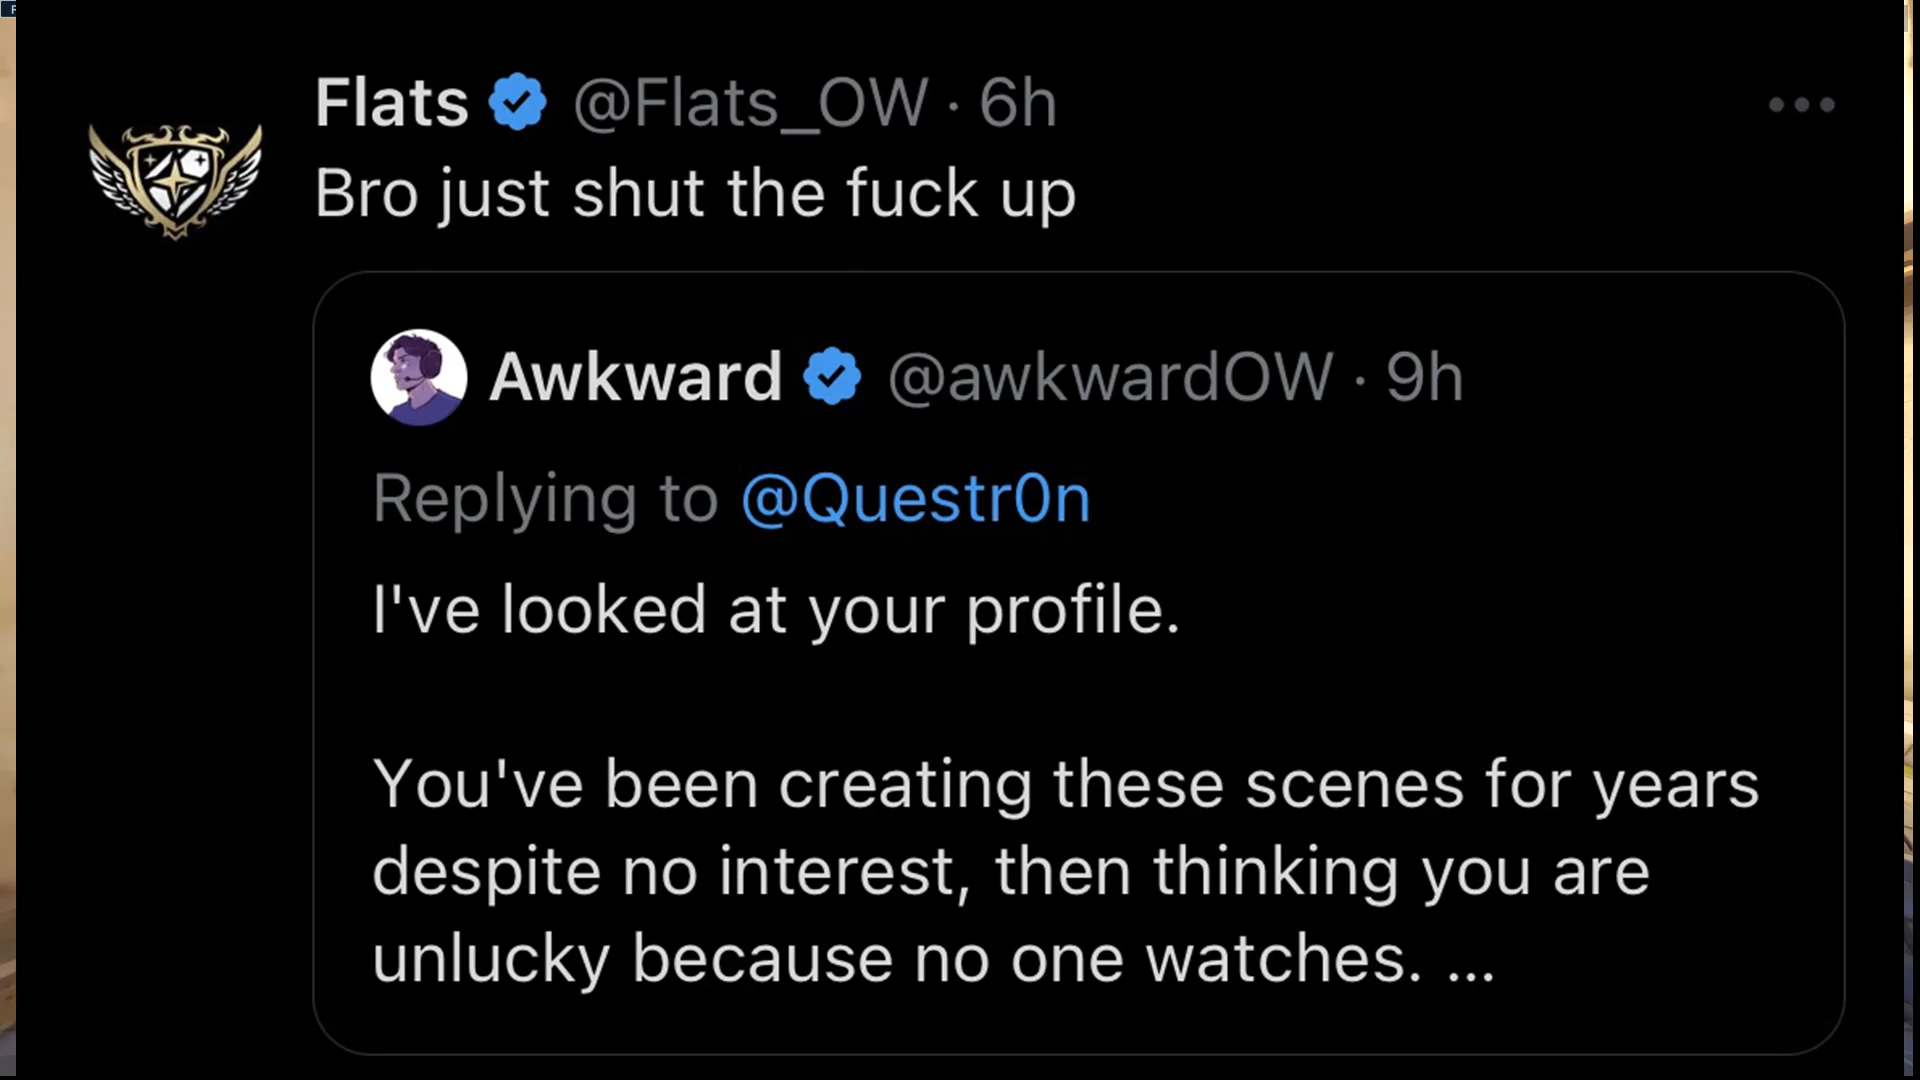 F
Flats @Flats_OW · 6h
Bro just shut the fuck up
Awkward @awkwardOW · 9h
Replying to @Questr0n
I've looked at your profile.
You've been creating these scenes for years
despite no interest, then thinking you are
unlucky because no one watches. ...